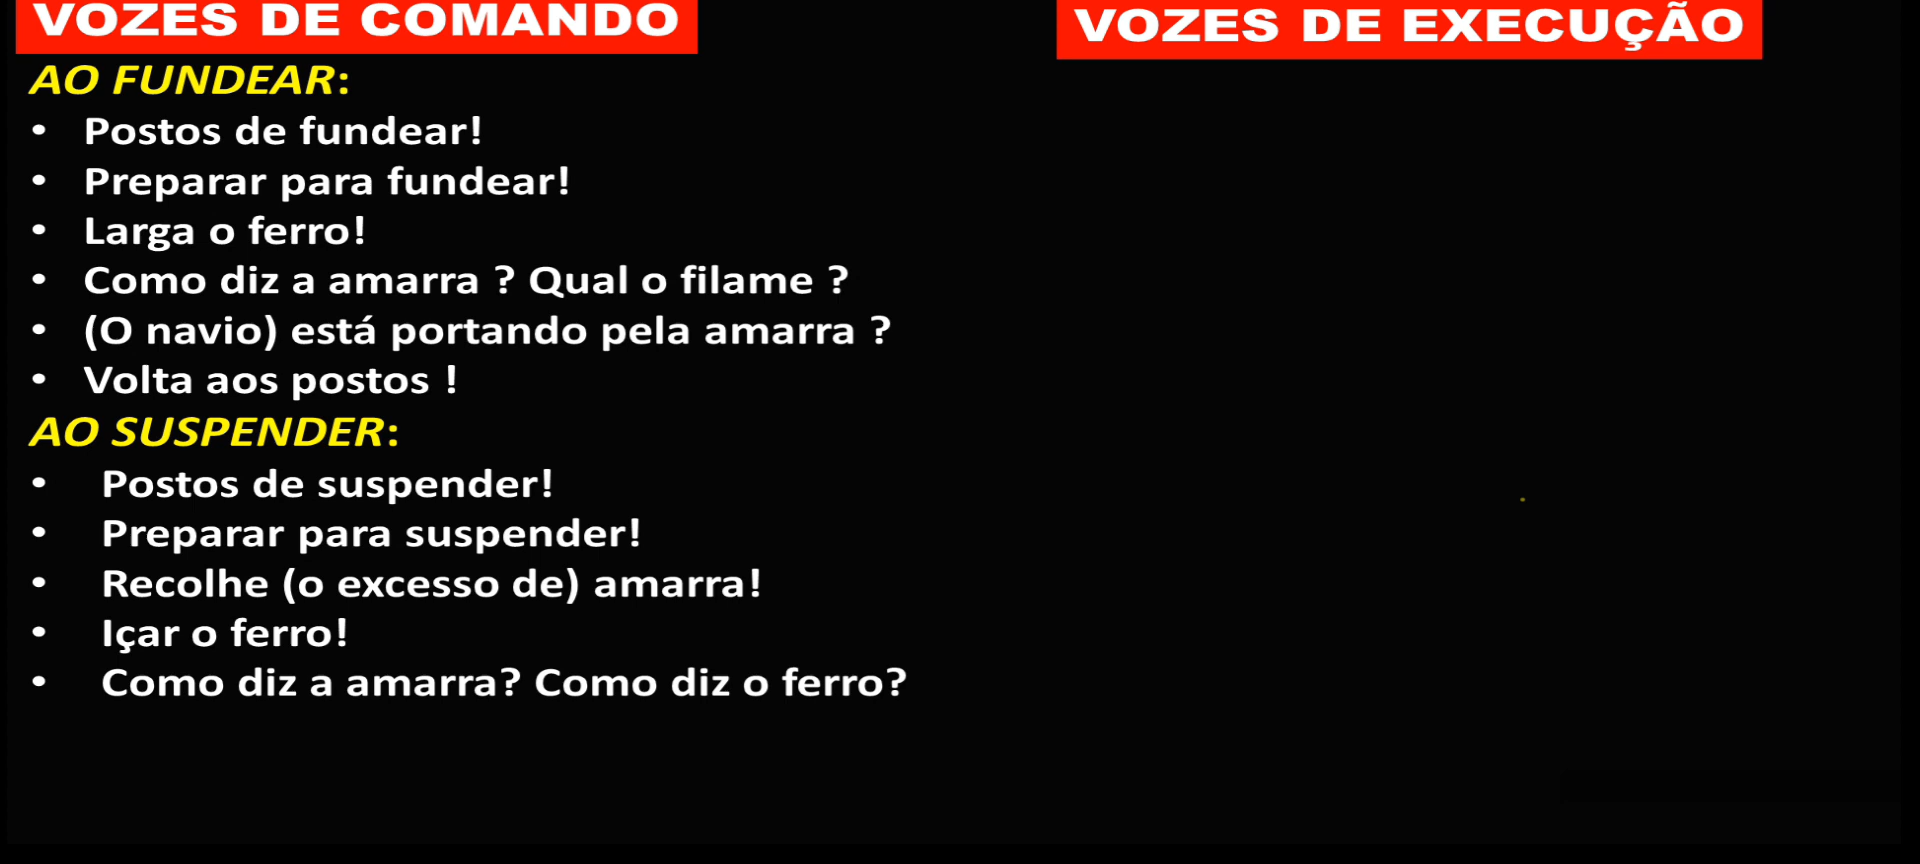 VOZES DE COMANDO
VOZES DE EXECUÇÃO
AO FUNDEAR:
• Postos de fundear!
• Preparar para fundear!
• Larga o ferro!
• Como diz a amarra ? Qual o filame ?
• (O navio) está portando pela amarra ?
• Volta aos postos !
AO SUSPENDER:
• Postos de suspender!
• Preparar para suspender!
• Recolhe (o excesso de) amarra!
• Içar o ferro!
• Como diz a amarra? Como diz o ferro?